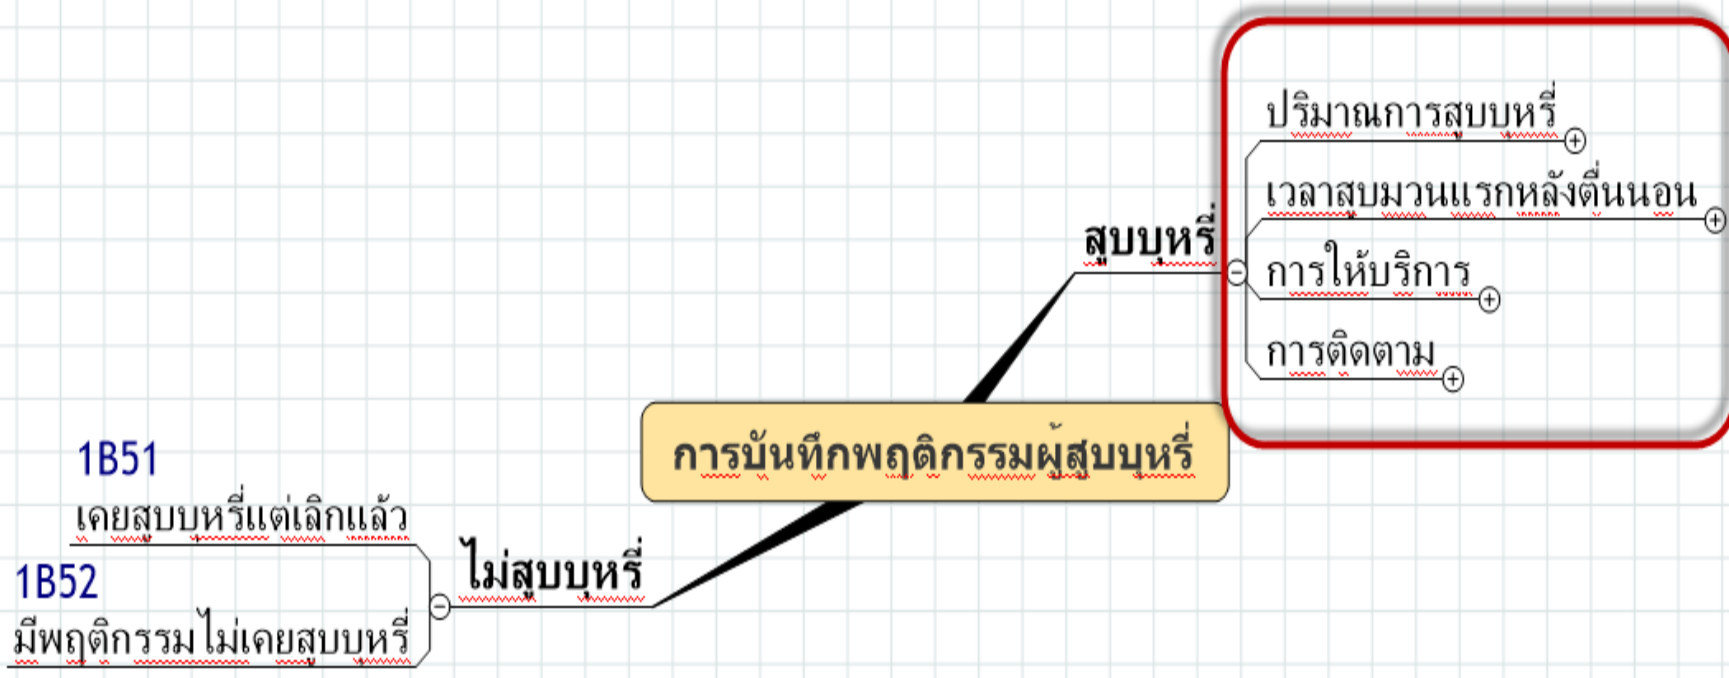 ปริมาณการสูบบุหรี่
เวลาสูบมวนแรกหลังตื่นนอน
สูบบุหรี่
การให้บริการ
การติดตาม
การบันทึกพฤติกรรมผู้สูบบุหรี่
1B51
เคยสูบบุหรี่แต่เลิกแล้ว
ไม่สูบบุหรี่
1B52
มีพฤติกรรมไม่เคยสูบบุหรี่